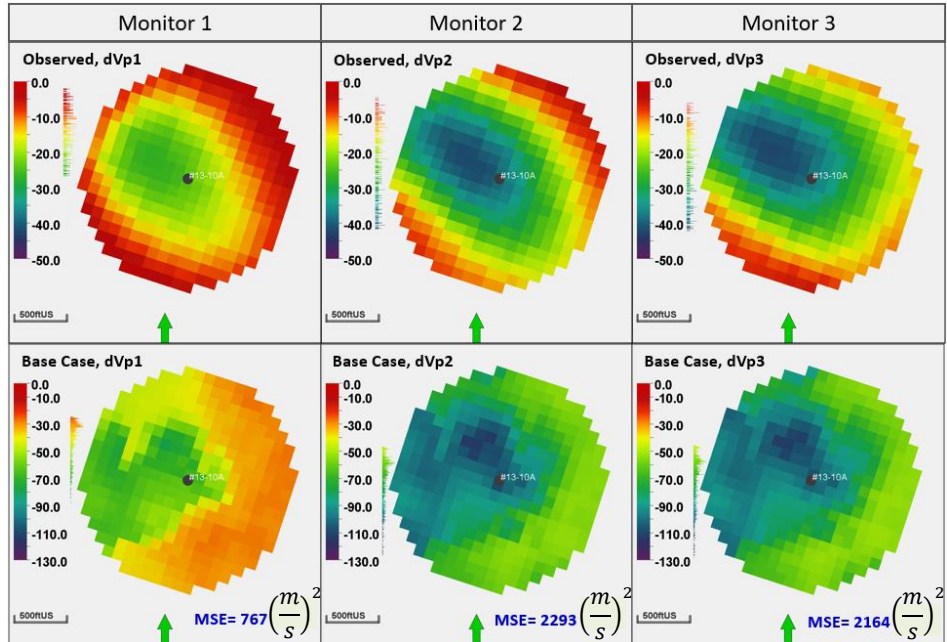 Monitor 1
Monitor 2
Monitor 3
Observed, dVp1
0.0
-10.0
-20.0
-30.0
-40.0
-50.0
#13-10A
500ftUS
Observed, dVp2
0.0
-10.0
-20.0
-30.0
-40.0
-50.0
#13-10A
500ftUS
Observed, dVp3
0.0
-10.0
-20.0
-30.0
-40.0
-50.0
#13-10A
500ftUS
Base Case, dVp1
0.0
-10.0
-30.0
-50.0
-70.0
-90.0
-110.0
-130.0
#13-10A
500ftUS
MSE= 767 (m/s)²
Base Case, dVp2
0.0
-10.0
-30.0
-50.0
-70.0
-90.0
-110.0
-130.0
#13-10A
500ftUS
MSE= 2293 (m/s)²
Base Case, dVp3
0.0
-10.0
-30.0
-50.0
-70.0
-90.0
-110.0
-130.0
#13-10A
500ftUS
MSE= 2164 (m/s)²